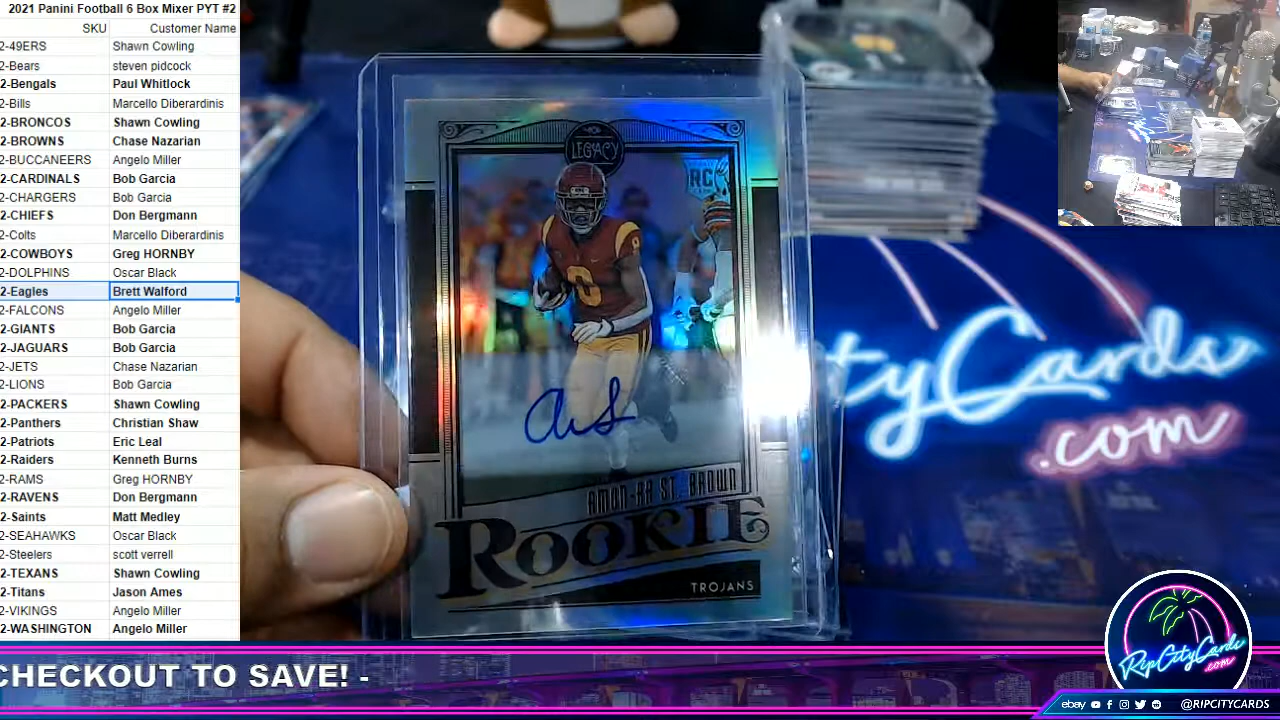 2021 Panini Football 6 Box Mixer PYT #2
SKU Customer Name
2-49ERS Shawn Cowling
2-Bears steven pidcock
2-Bengals Paul Whitlock
2-Bills Marcello Diberardinis
2-BRONCOS Shawn Cowling
2-BROWNS Chase Nazarian
2-BUCCANEERS Angelo Miller
2-CARDINALS Bob Garcia
2-CHARGERS Bob Garcia
2-CHIEFS Don Bergmann
2-Colts Marcello Diberardinis
2-COWBOYS Greg HORNBY
2-DOLPHINS Oscar Black
2-Eagles Brett Walford
2-FALCONS Angelo Miller
2-GIANTS Bob Garcia
2-JAGUARS Bob Garcia
2-JETS Chase Nazarian
2-LIONS Bob Garcia
2-PACKERS Shawn Cowling
2-Panthers Christian Shaw
2-Patriots Eric Leal
2-Raiders Kenneth Burns
2-RAMS Greg HORNBY
2-RAVENS Don Bergmann
2-Saints Matt Medley
2-SEAHAWKS Oscar Black
2-Steelers scott verrell
2-TEXANS Shawn Cowling
2-Titans Jason Ames
2-VIKINGS Angelo Miller
2-WASHINGTON Angelo Miller
LEGACY
RC
AMON-RA ST. BROWN
ROOKIE
TROJANS
tyCards
.com
CHECKOUT TO SAVE! -
RipCityCards
.com
ebay @RIPCITYCARDS